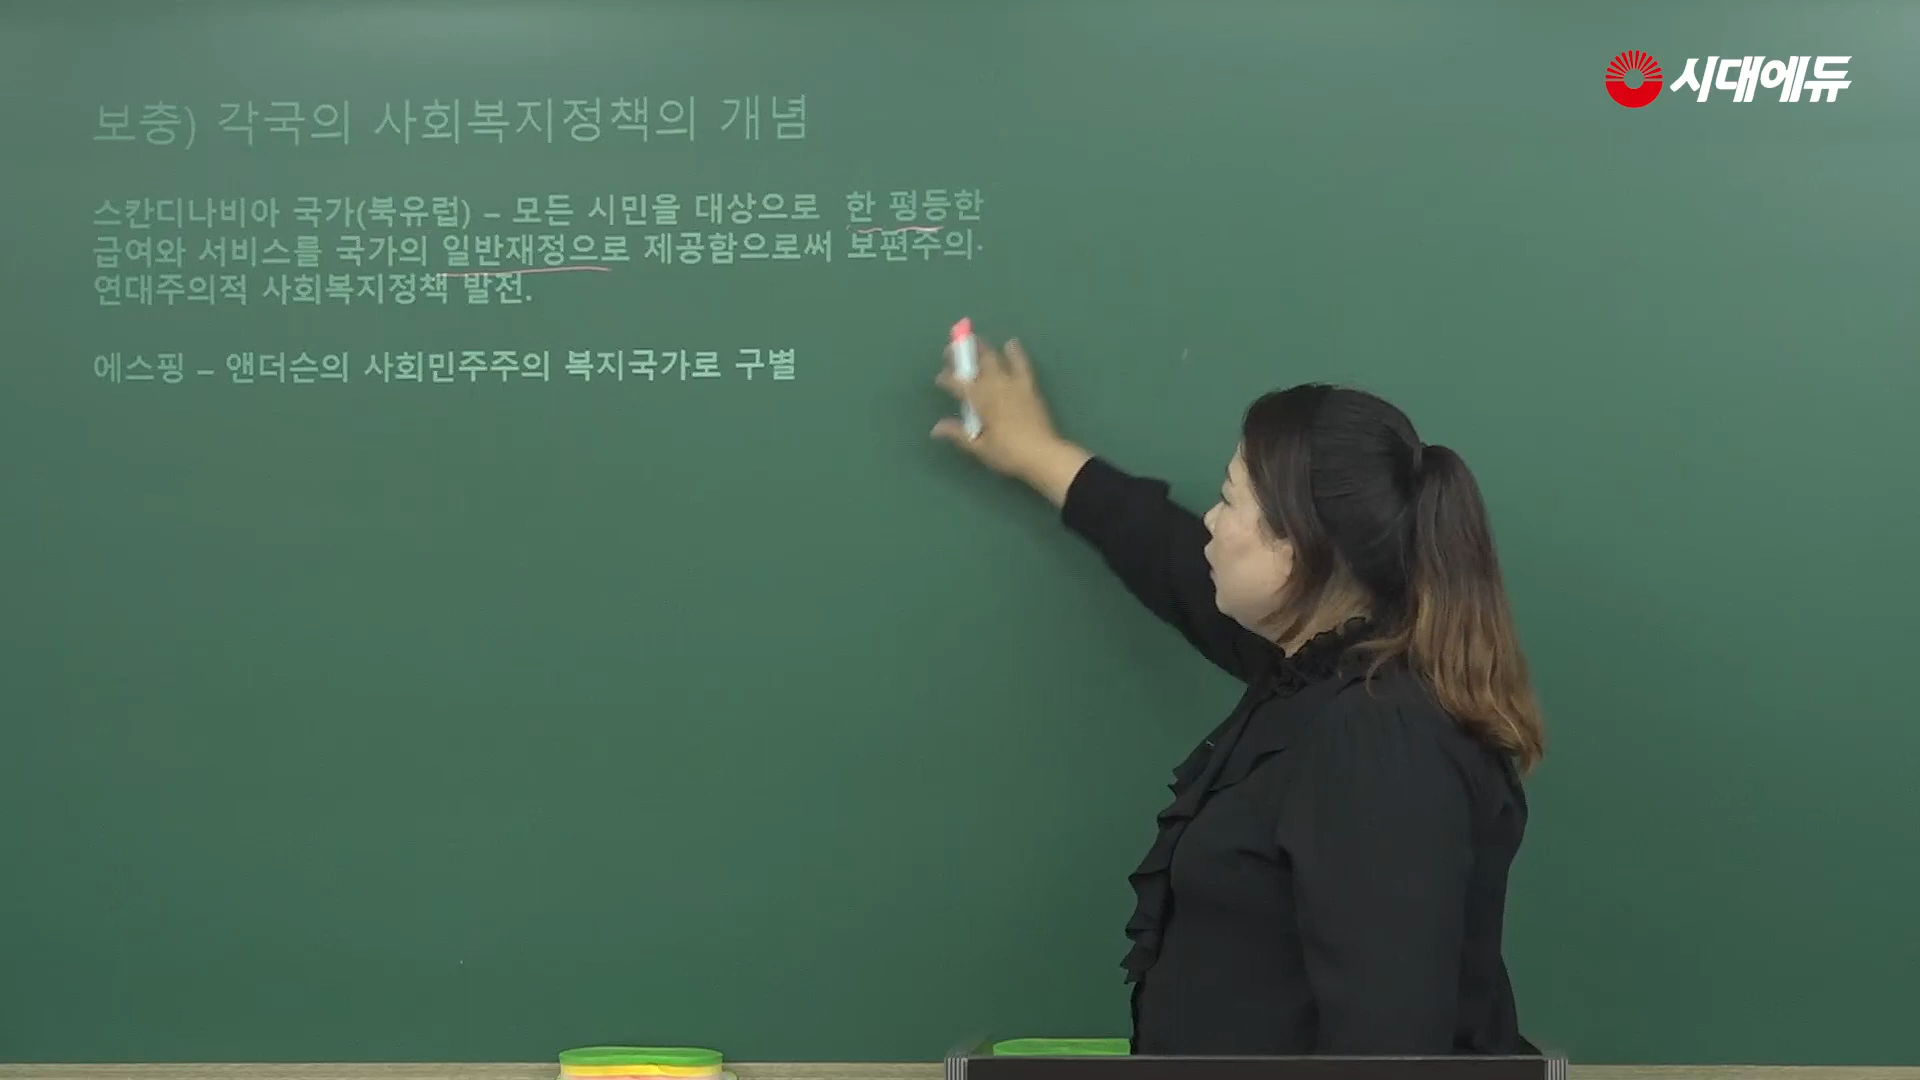 시대에듀
보충) 각국의 사회복지정책의 개념
스칸디나비아 국가(북유럽) – 모든 시민을 대상으로 한 평등한
급여와 서비스를 국가의 일반재정으로 제공함으로써 보편주의·
연대주의적 사회복지정책 발전.
에스핑 – 앤더슨의 사회민주주의 복지국가로 구별